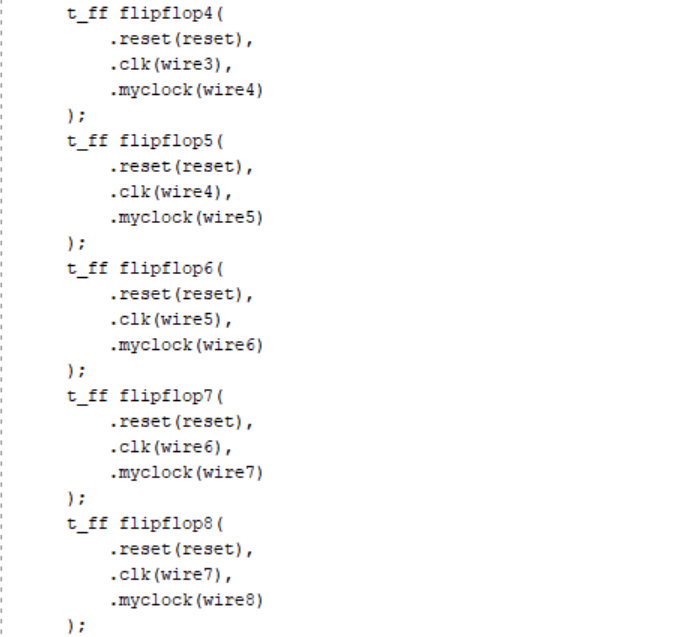 t_ff flipflop4(
.reset(reset),
.clk(wire3),
.myclock(wire4)
);
t_ff flipflop5(
.reset(reset),
.clk(wire4),
.myclock(wire5)
);
t_ff flipflop6(
.reset(reset),
.clk(wire5),
.myclock(wire6)
);
t_ff flipflop7(
.reset(reset),
.clk(wire6),
.myclock(wire7)
);
t_ff flipflop8(
.reset(reset),
.clk(wire7),
.myclock(wire8)
);